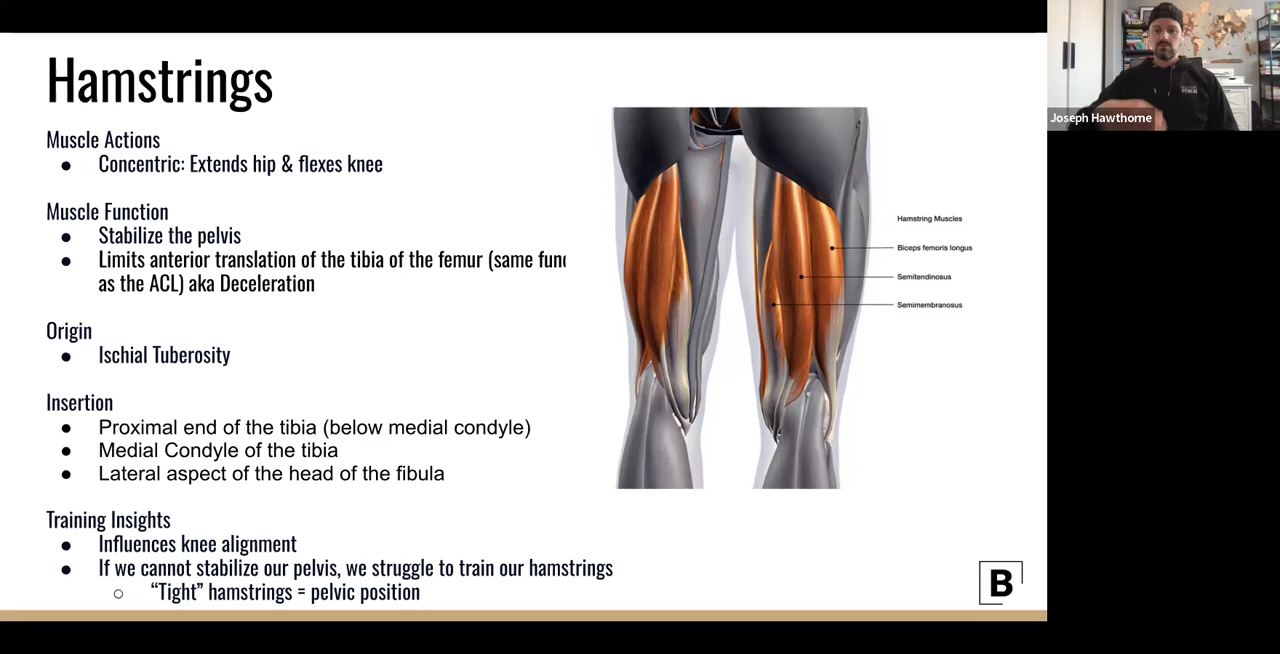 Hamstrings
Muscle Actions
● Concentric: Extends hip & flexes knee
Muscle Function
● Stabilize the pelvis
● Limits anterior translation of the tibia of the femur (same func
as the ACL) aka Deceleration
Origin
● Ischial Tuberosity
Insertion
● Proximal end of the tibia (below medial condyle)
● Medial Condyle of the tibia
● Lateral aspect of the head of the fibula
Training Insights
● Influences knee alignment
● If we cannot stabilize our pelvis, we struggle to train our hamstrings
○ “Tight” hamstrings = pelvic position
Hamstring Muscles
Biceps femoris longus
Semitendinosus
Semimembranosus
B
Joseph Hawthorne